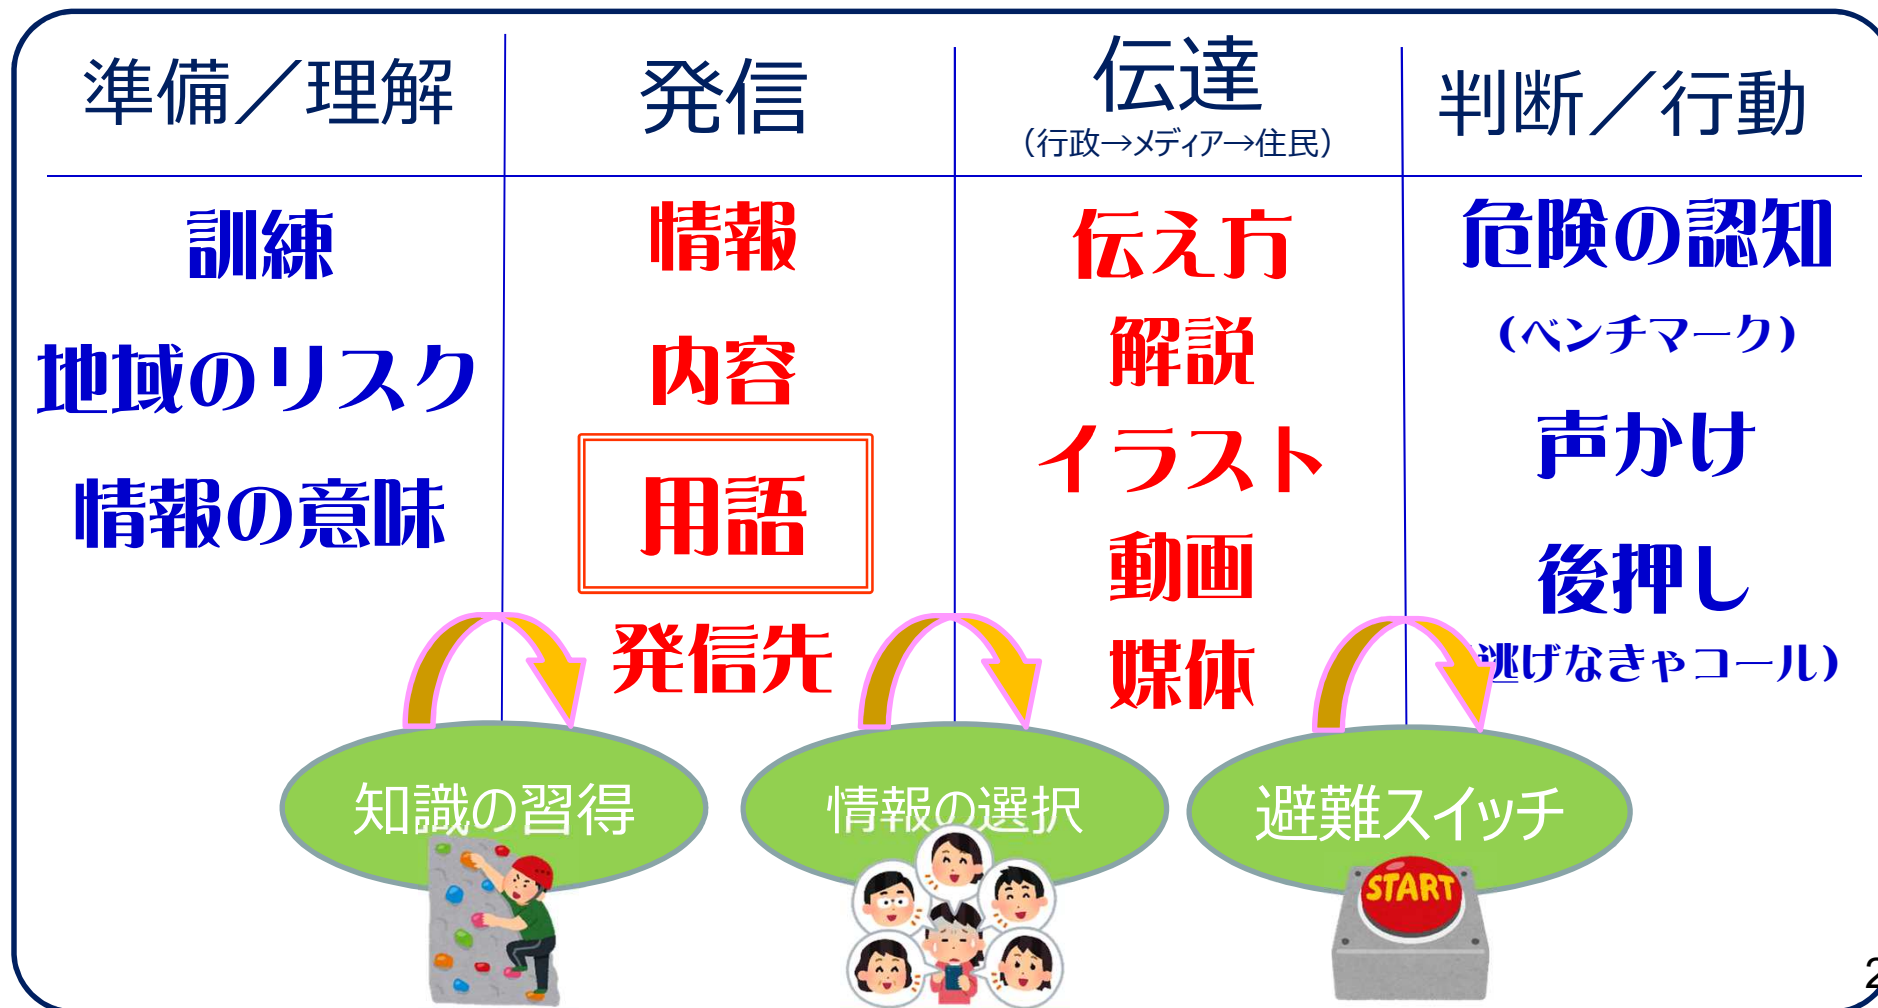 準備／理解
訓練
地域のリスク
情報の意味
発信
情報
内容
用語
発信先
伝達
（行政→メディア→住民）
伝え方
解説
イラスト
動画
媒体
判断／行動
危険の認知
（ベンチマーク）
声かけ
後押し
逃げなきゃコール）
知識の習得
情報の選択
避難スイッチ
START
2